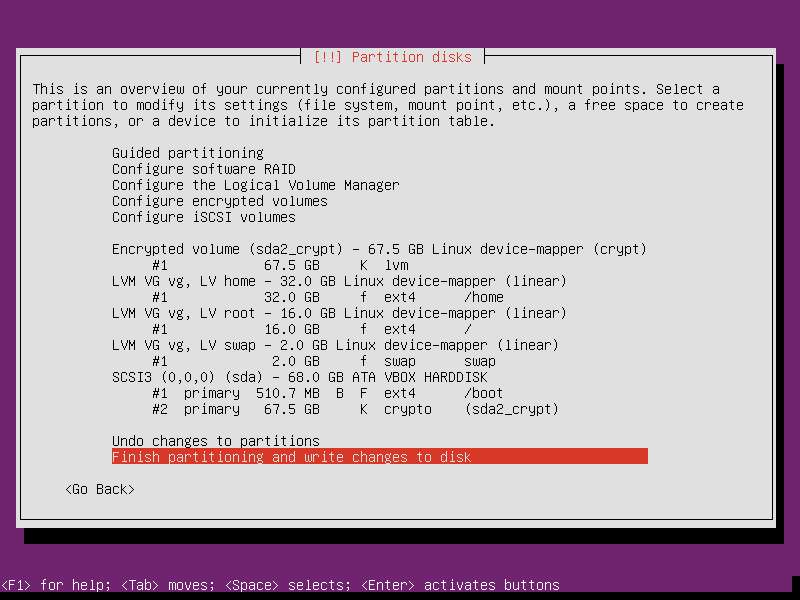 [!!] Partition disks
This is an overview of your currently configured partitions and mount points. Select a
partition to modify its settings (file system, mount point, etc.), a free space to create
partitions, or a device to initialize its partition table.
Guided partitioning
Configure software RAID
Configure the Logical Volume Manager
Configure encrypted volumes
Configure iSCSI volumes
Encrypted volume (sda2_crypt) - 67.5 GB Linux device-mapper (crypt)
#1 67.5 GB K lvm
LVM VG vg, LV home - 32.0 GB Linux device-mapper (linear)
#1 32.0 GB f ext4 /home
LVM VG vg, LV root - 16.0 GB Linux device-mapper (linear)
#1 16.0 GB f ext4 /
LVM VG vg, LV swap - 2.0 GB Linux device-mapper (linear)
#1 2.0 GB f swap swap
SCSI3 (0,0,0) (sda) - 68.0 GB ATA VBOX HARDDISK
#1 primary 510.7 MB B F ext4 /boot
#2 primary 67.5 GB K crypto (sda2_crypt)
Undo changes to partitions
Finish partitioning and write changes to disk
<Go Back>
<F1> for help; <Tab> moves; <Space> selects; <Enter> activates buttons